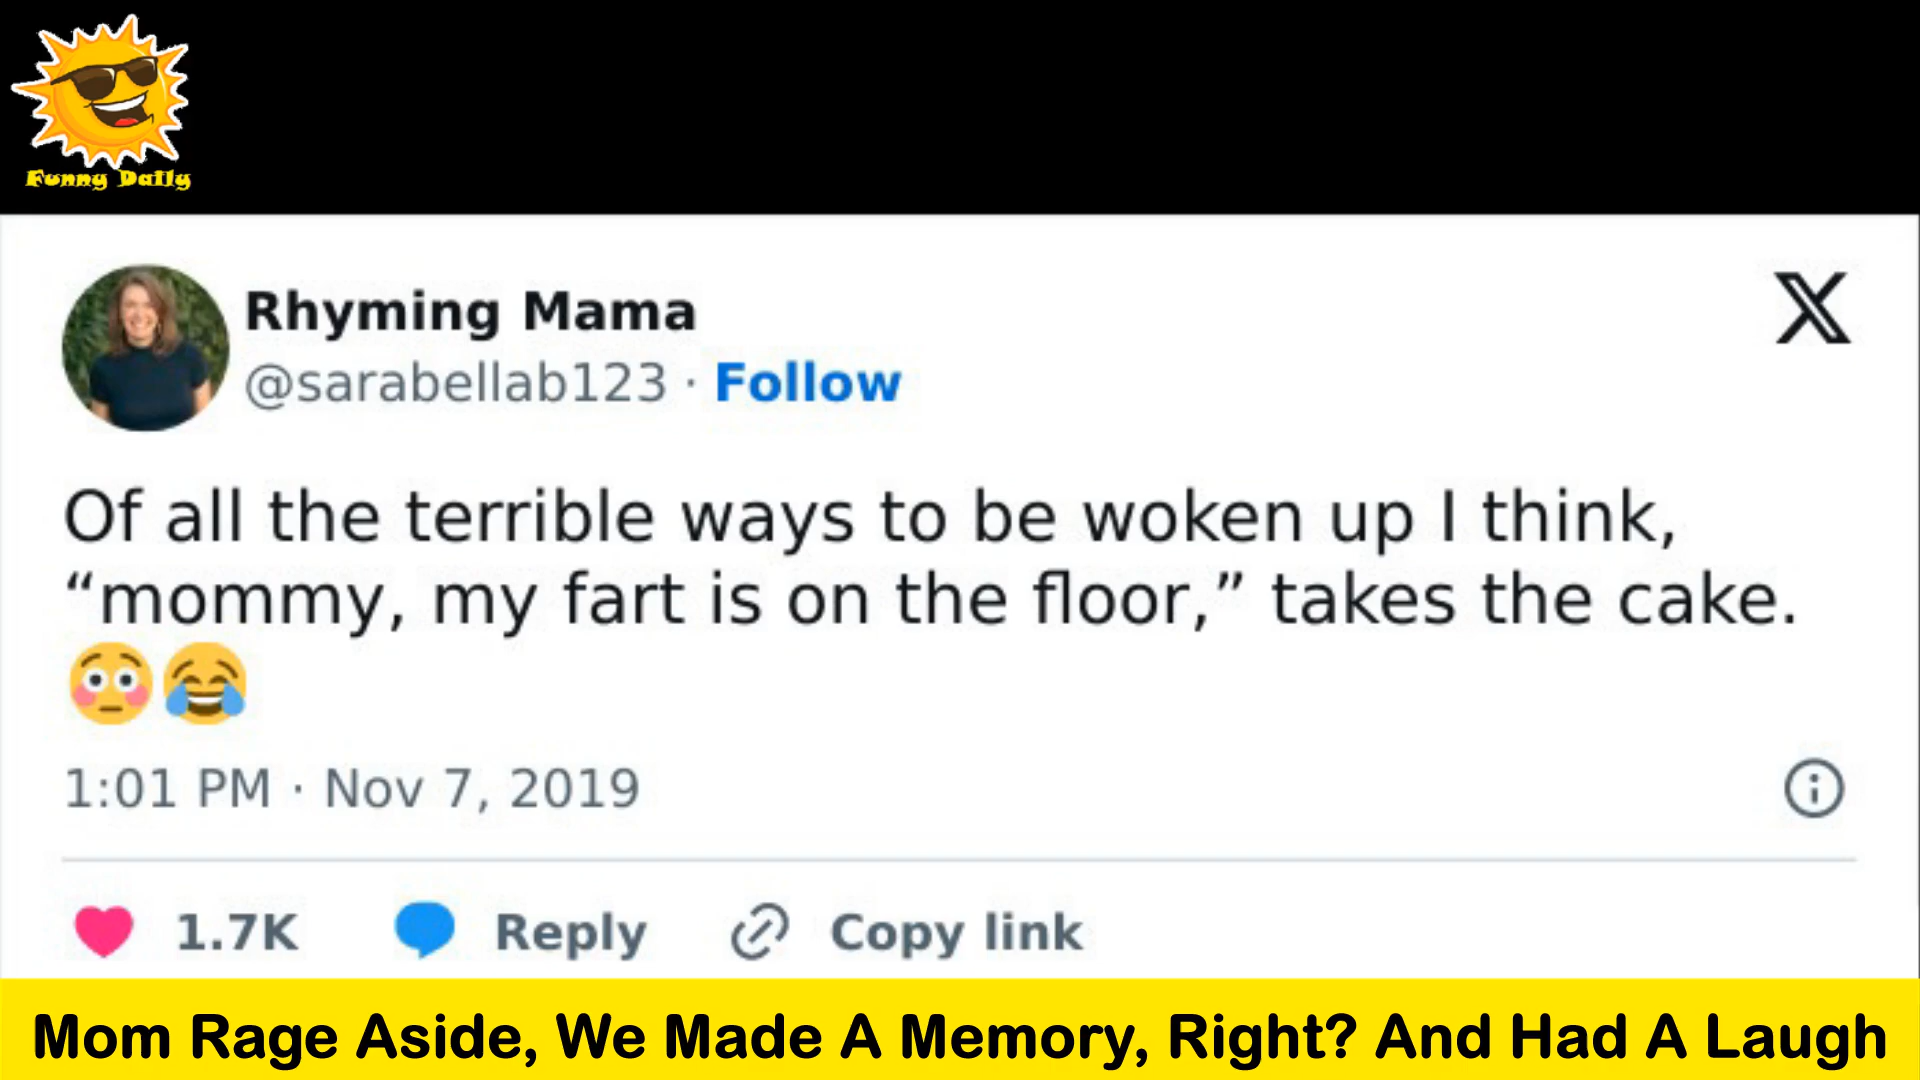 Funny Daily
Rhyming Mama
@sarabellab123 · Follow
Of all the terrible ways to be woken up I think,
“mommy, my fart is on the floor,” takes the cake.
😳😂
1:01 PM · Nov 7, 2019
1.7K Reply Copy link
Mom Rage Aside, We Made A Memory, Right? And Had A Laugh